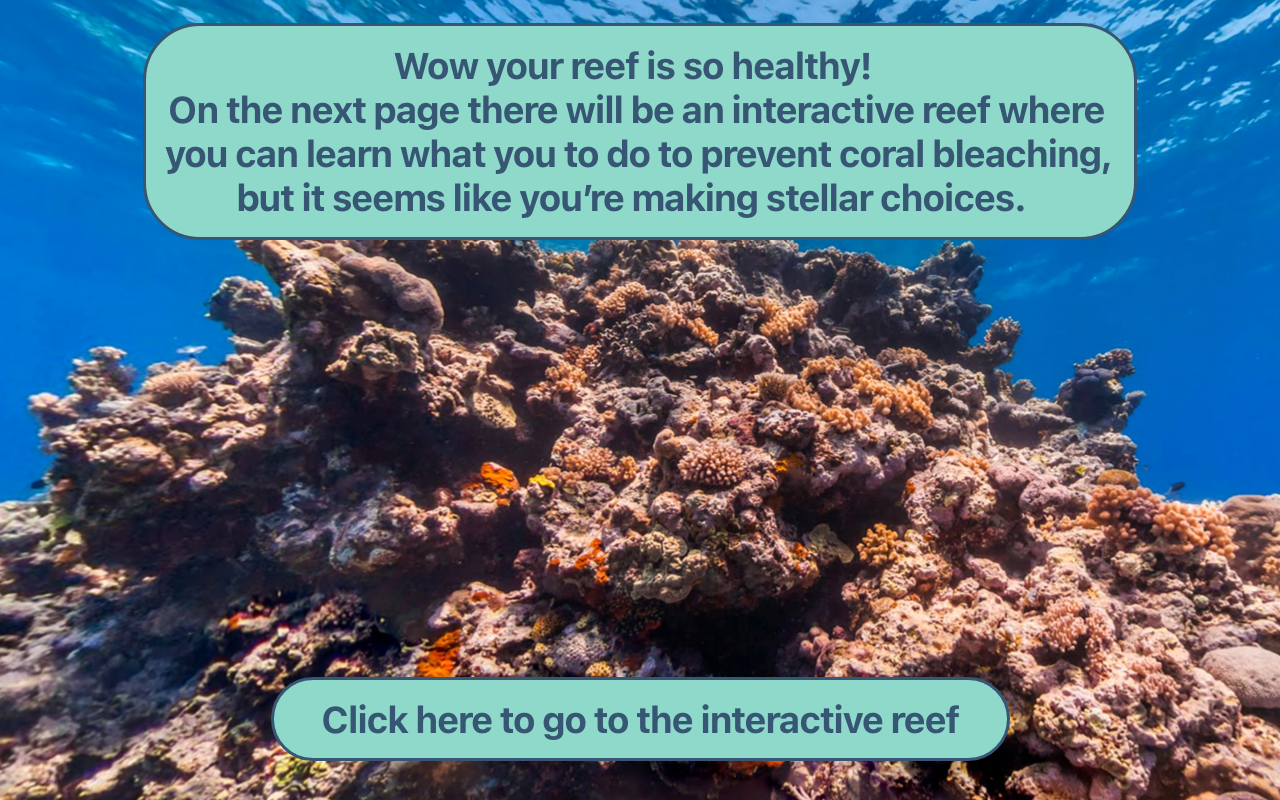 Wow your reef is so healthy!
On the next page there will be an interactive reef where
you can learn what you to do to prevent coral bleaching,
but it seems like you’re making stellar choices.
Click here to go to the interactive reef